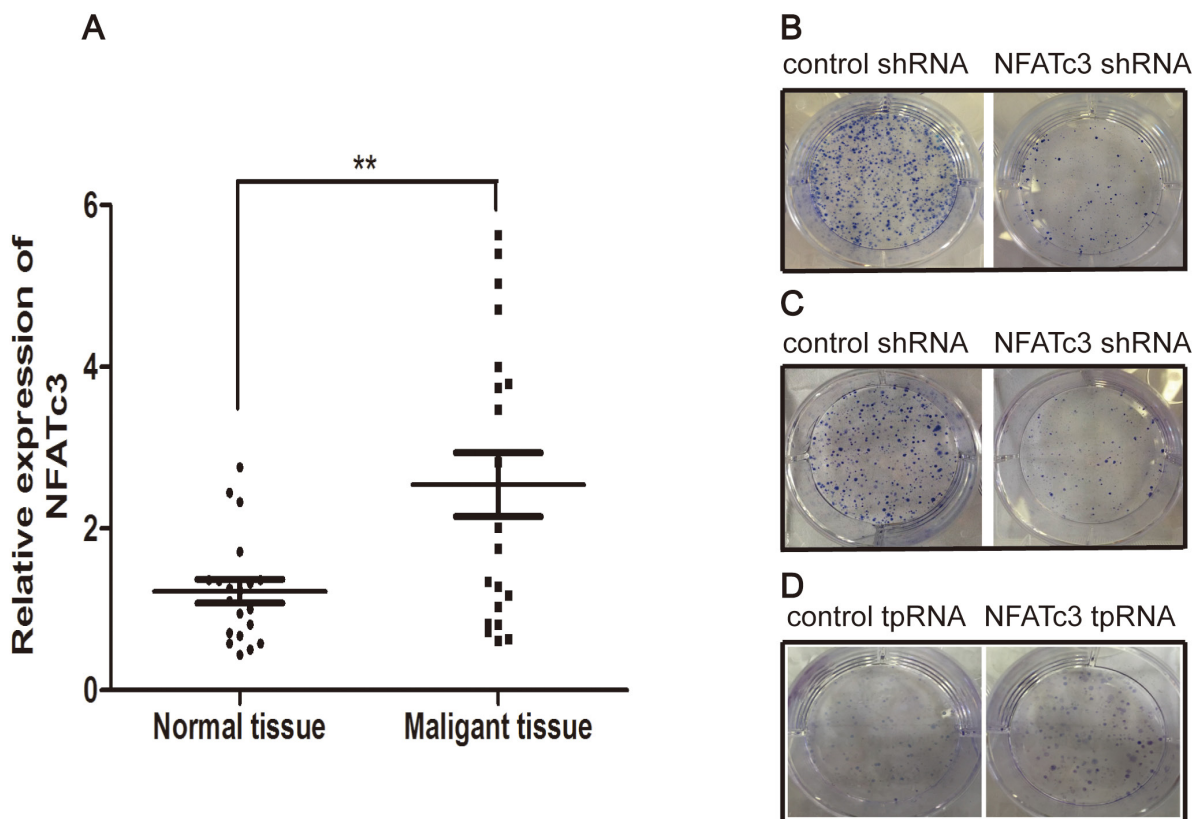 A
**
Relative expression of
NFATc3
6
4
2
0
Normal tissue
Maligant tissue
B
control shRNA
NFATc3 shRNA
C
control shRNA
NFATc3 shRNA
D
control tpRNA
NFATc3 tpRNA